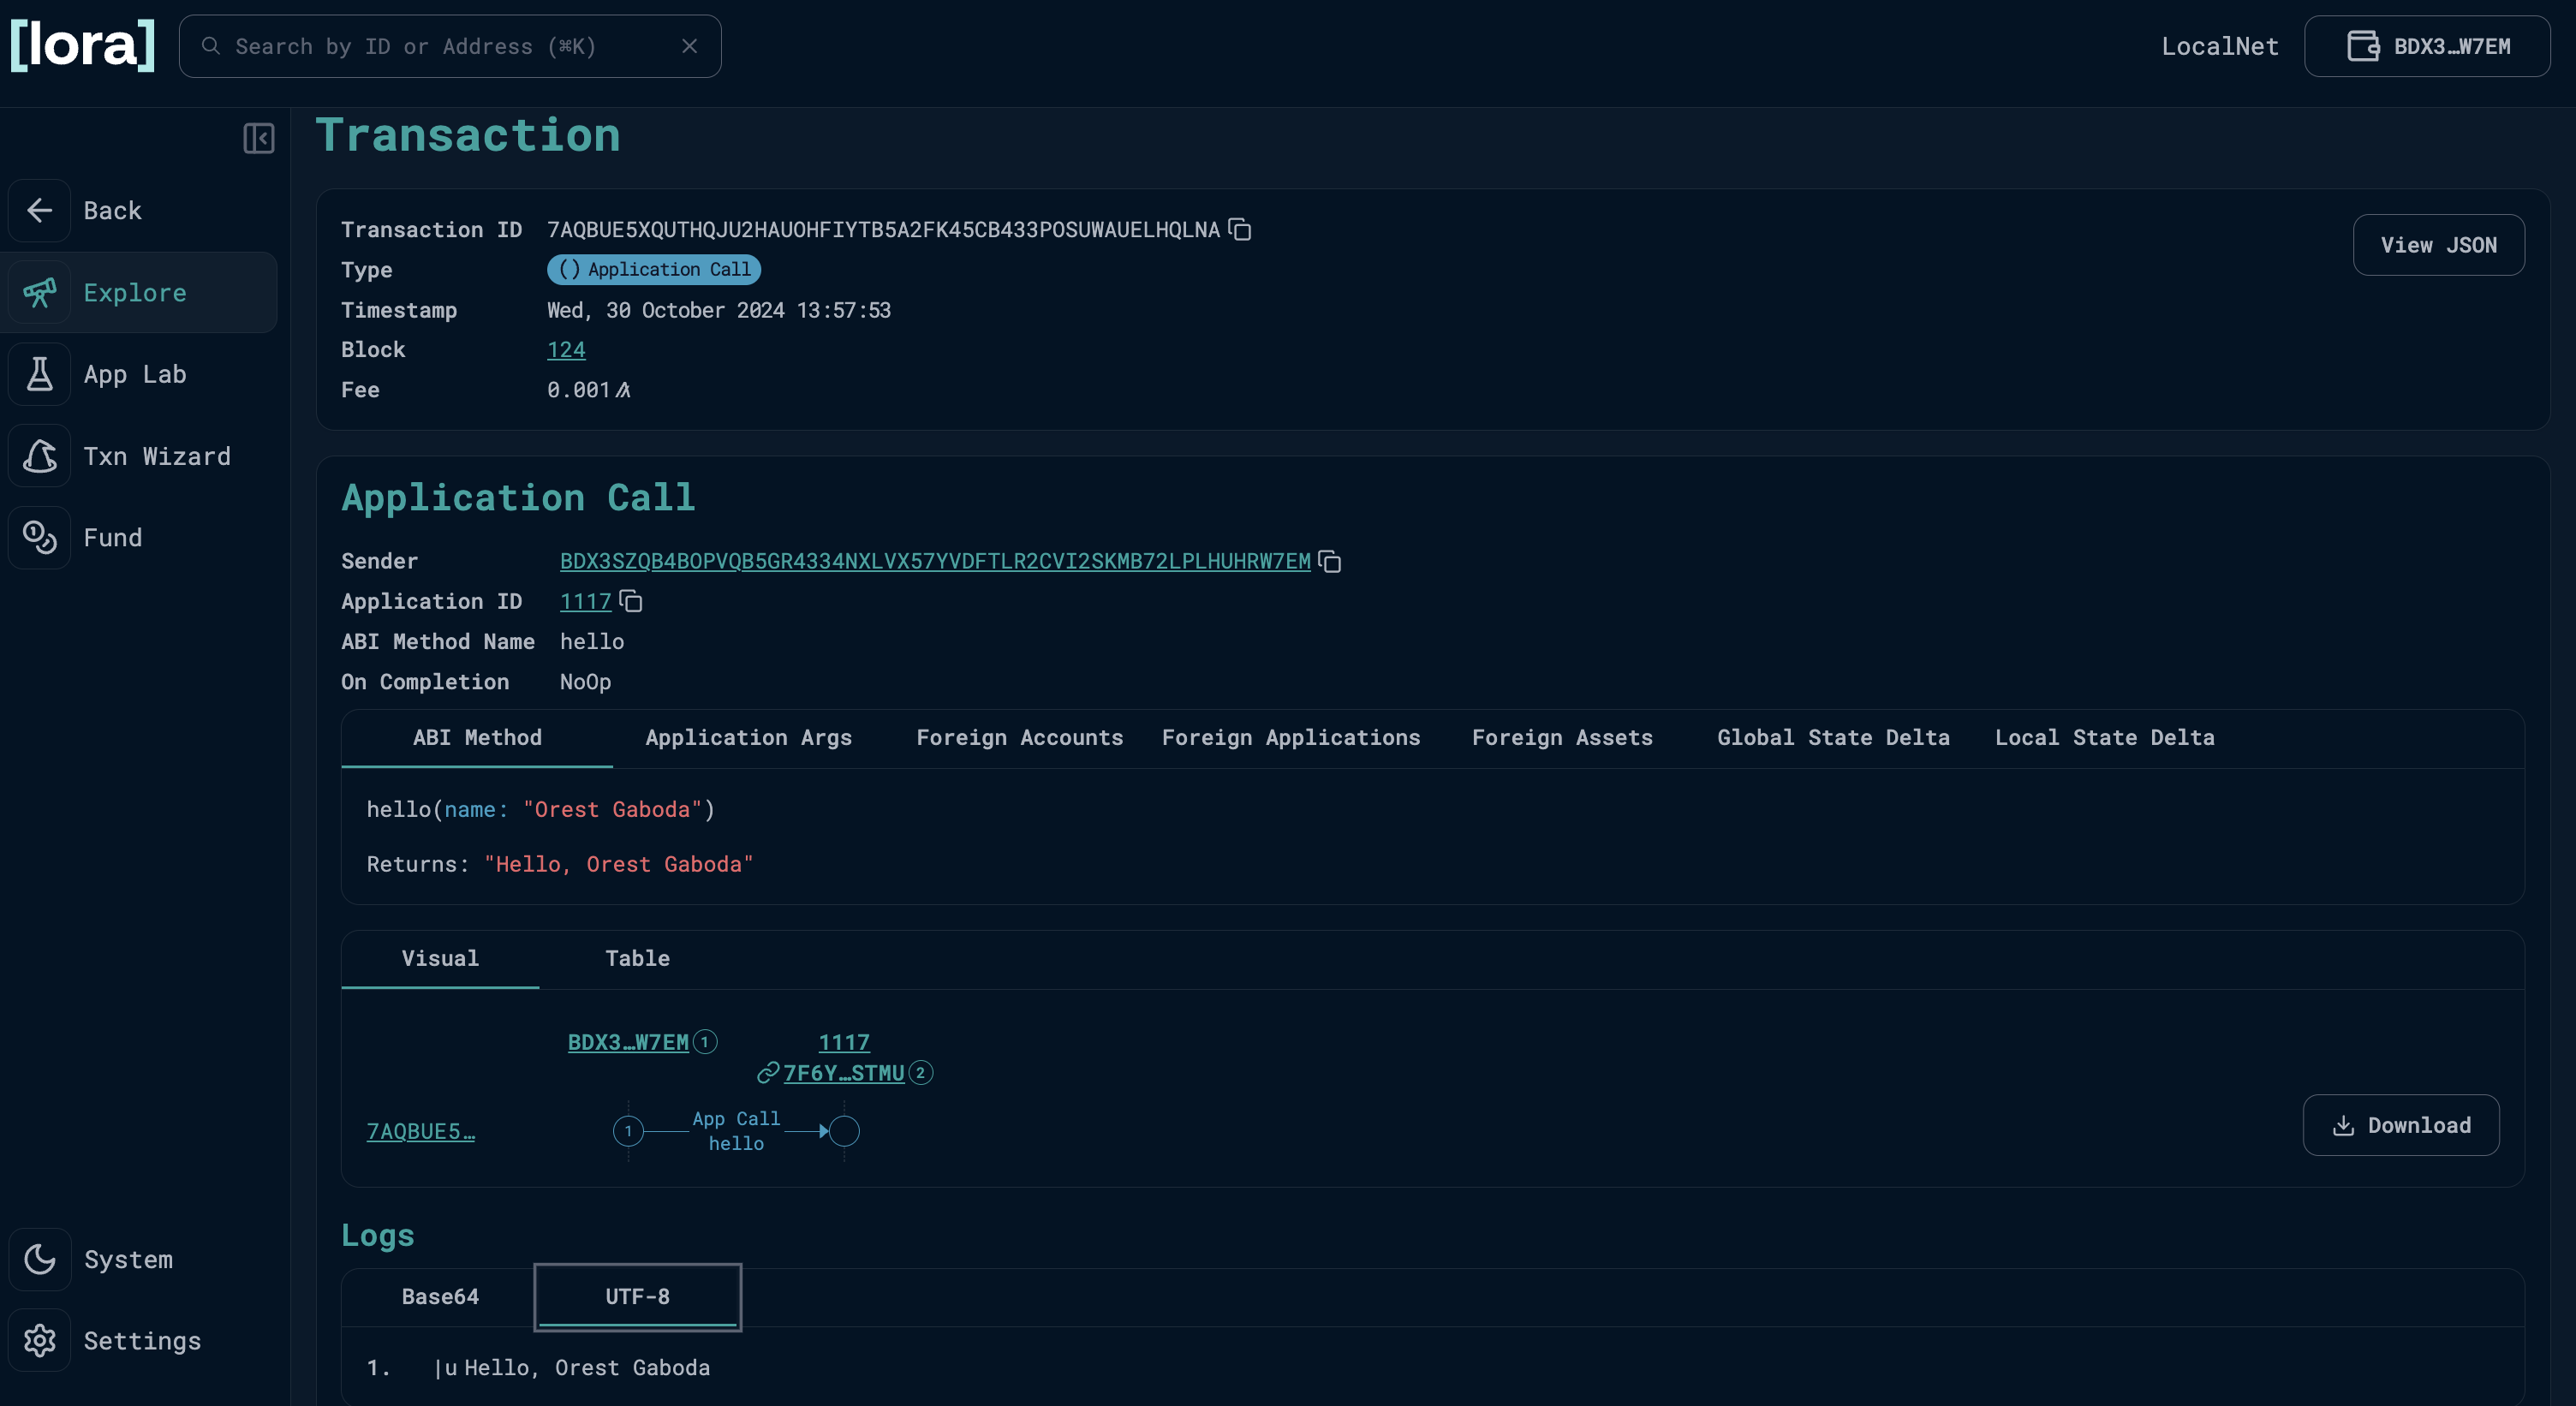 [lora]
Search by ID or Address (⌘K)
LocalNet
BDX3…W7EM
Back
Explore
App Lab
Txn Wizard
Fund
System
Settings
Transaction
Transaction ID 7AQBUE5XQUTHQJU2HAUOHFIYTB5A2FK45CB433POSUWAUELHQLNA
View JSON
Type () Application Call
Timestamp Wed, 30 October 2024 13:57:53
Block 124
Fee 0.001
Application Call
Sender BDX3SZQB4BOPVQB5GR4334NXLVX57YVDFTLR2CVI2SKMB72LPLHUHRW7EM
Application ID 1117
ABI Method Name hello
On Completion NoOp
ABI Method Application Args Foreign Accounts Foreign Applications Foreign Assets Global State Delta Local State Delta
hello(name: "Orest Gaboda")
Returns: "Hello, Orest Gaboda"
Visual Table
BDX3…W7EM 1 1117
7F6Y…STMU 2
7AQBUE5… 1 App Call
hello
Download
Logs
Base64 UTF-8
1. |u Hello, Orest Gaboda